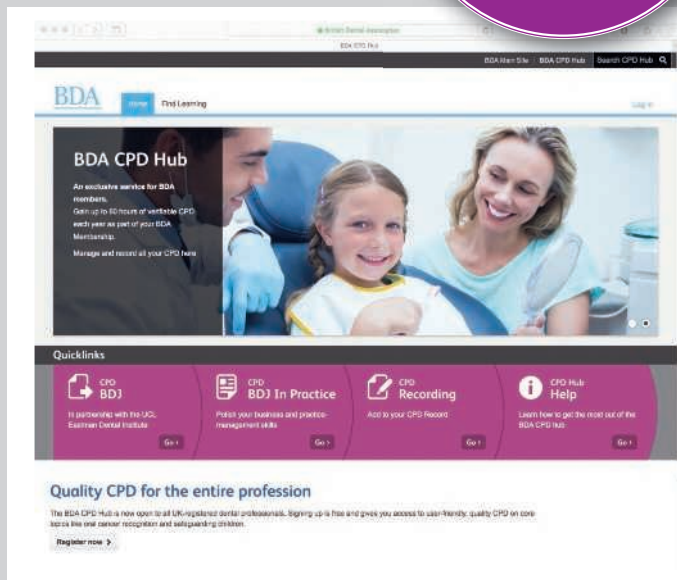 British Dental Association
BDA CPD Hub
BDA Main Site BDA CPD Hub Search CPD Hub
BDA Home Find Learning Log in
BDA CPD Hub
An exclusive service for BDA
members.
Gain up to 60 hours of verifiable CPD
each year as part of your BDA
Membership.
Manage and record all your CPD here
Quicklinks
CPD
BDJ
In partnership with the UCL
Eastman Dental Institute
Go ›
CPD
BDJ In Practice
Polish your business and practice-
management skills
Go ›
CPD
Recording
Add to your CPD Record
Go ›
CPD Hub
Help
Learn how to get the most out of the
BDA CPD hub
Go ›
Quality CPD for the entire profession
The BDA CPD Hub is now open to all UK-registered dental professionals. Signing up is free and gives you access to user-friendly, quality CPD on core
topics like oral cancer recognition and safeguarding children.
Register now ›